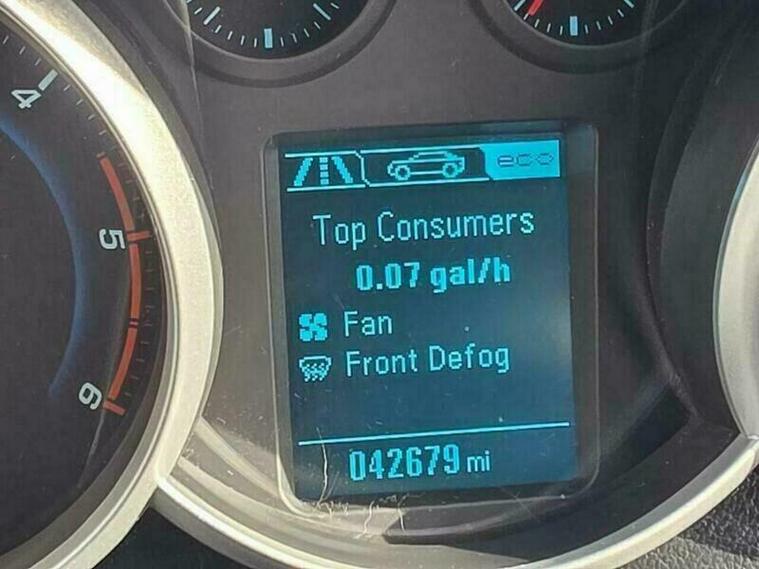 4
5
6
eco
Top Consumers
0.07 gal/h
Fan
Front Defog
042679 mi